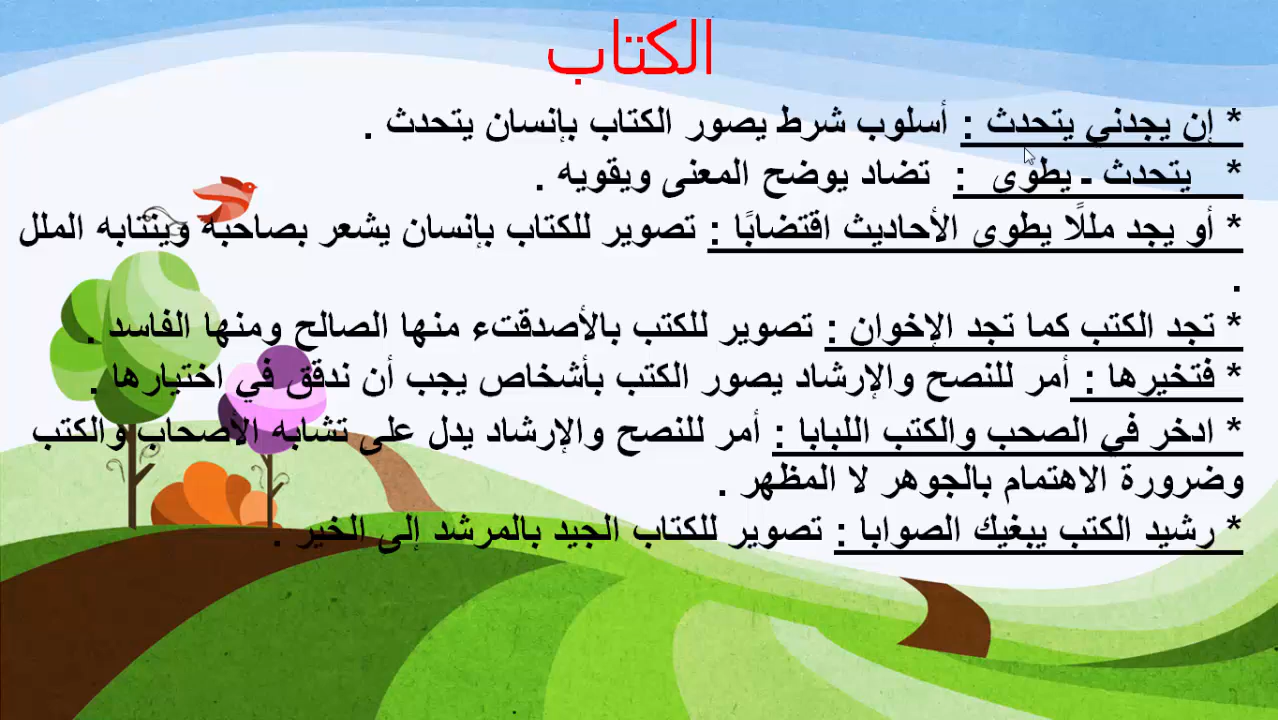 الكتاب
* إن يجدني يتحدث : أسلوب شرط يصور الكتاب بإنسان يتحدث .
* يتحدث ـ يطوى : تضاد يوضح المعنى ويقويه .
* أو يجد مللًا يطوى الأحاديث اقتضابًا : تصوير للكتاب بإنسان يشعر بصاحبه وينتابه الملل
.
* تجد الكتب كما تجد الإخوان : تصوير للكتب بالأصدقتء منها الصالح ومنها الفاسد .
* فتخيرها : أمر للنصح والإرشاد يصور الكتب بأشخاص يجب أن ندقق في اختيارها .
* ادخر في الصحب والكتب اللبابا : أمر للنصح والإرشاد يدل على تشابه الأصحاب والكتب
وضرورة الاهتمام بالجوهر لا المظهر .
* رشيد الكتب يبغيك الصوابا : تصوير للكتاب الجيد بالمرشد إلى الخير .